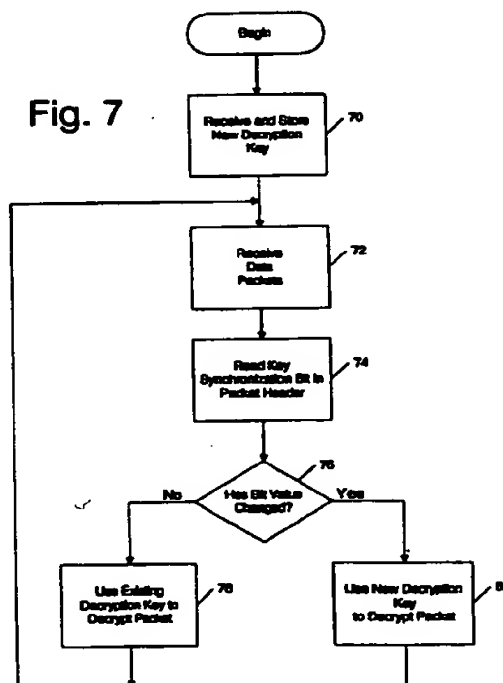 Begin
Fig. 7
Receive and Store
New Decryption
Key
70
Receive
Data
Packets
72
Read Key
Synchronization Bit in
Packet Header
74
76
No
Has Bit Value
Changed?
Yes
Use Existing
Decryption Key to
Decrypt Packet
78
Use New Decryption
Key
to Decrypt Packet